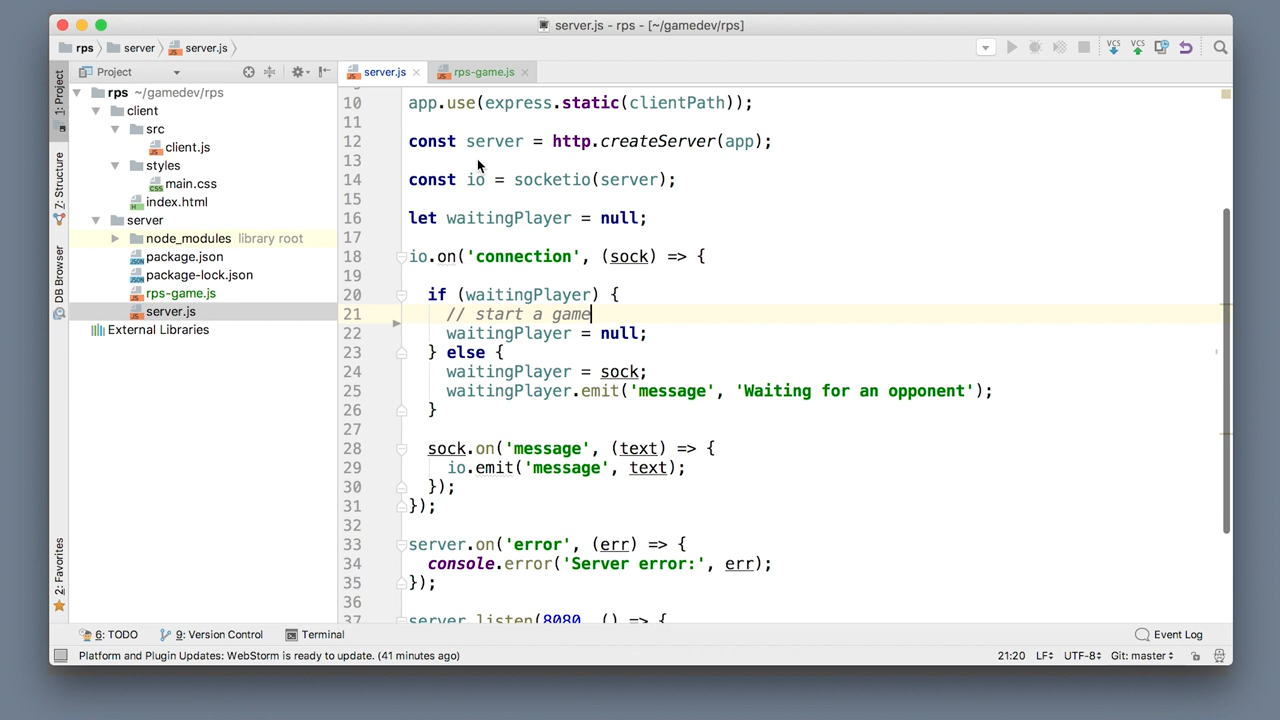 server.js - rps - [~/gamedev/rps]
rps server server.js
Project
server.js rps-game.js
1: Project
7: Structure
DB Browser
2: Favorites
rps ~/gamedev/rps
client
src
client.js
styles
main.css
index.html
server
node_modules library root
package.json
package-lock.json
rps-game.js
server.js
External Libraries
VCS VCS
10 app.use(express.static(clientPath));
11
12 const server = http.createServer(app);
13
14 const io = socketio(server);
15
16 let waitingPlayer = null;
17
18 io.on('connection', (sock) => {
19
20 if (waitingPlayer) {
21 // start a game
22 waitingPlayer = null;
23 } else {
24 waitingPlayer = sock;
25 waitingPlayer.emit('message', 'Waiting for an opponent');
26 }
27
28 sock.on('message', (text) => {
29 io.emit('message', text);
30 });
31 });
32
33 server.on('error', (err) => {
34 console.error('Server error:', err);
35 });
36
37 server.listen(8080, () => {
6: TODO 9: Version Control Terminal Event Log
Platform and Plugin Updates: WebStorm is ready to update. (41 minutes ago) 21:20 LF UTF-8 Git: master